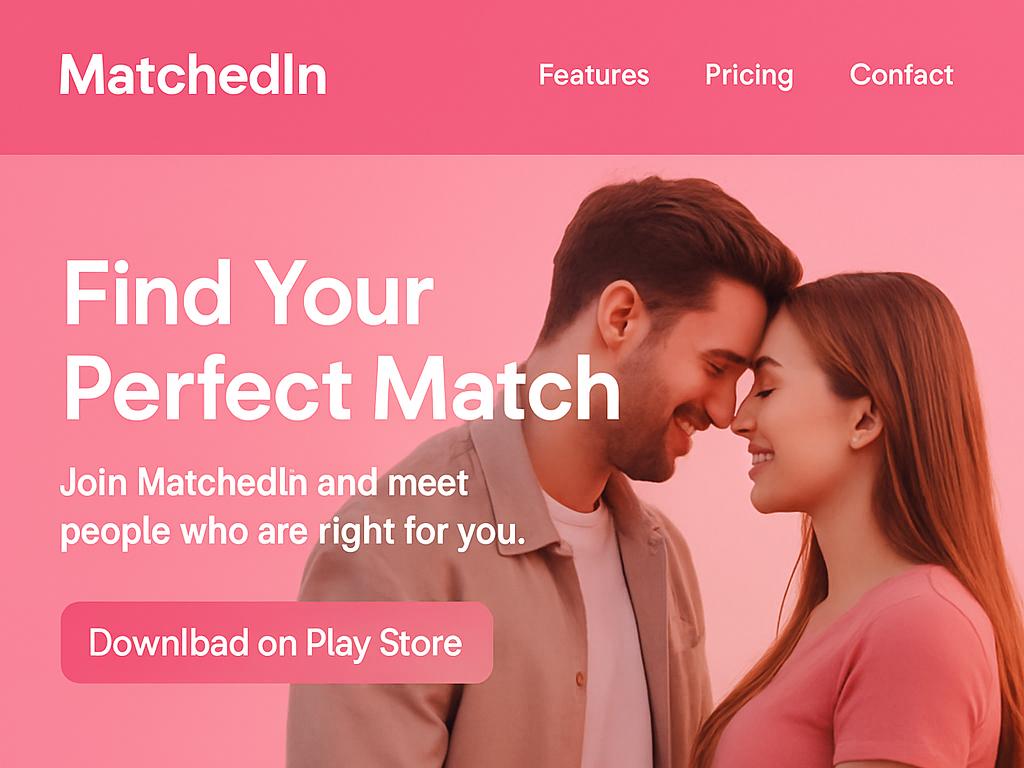 MatchedIn
Features
Pricing
Confact
Find Your
Perfect Match
Join MatchedIn and meet
people who are right for you.
Downlbad on Play Store